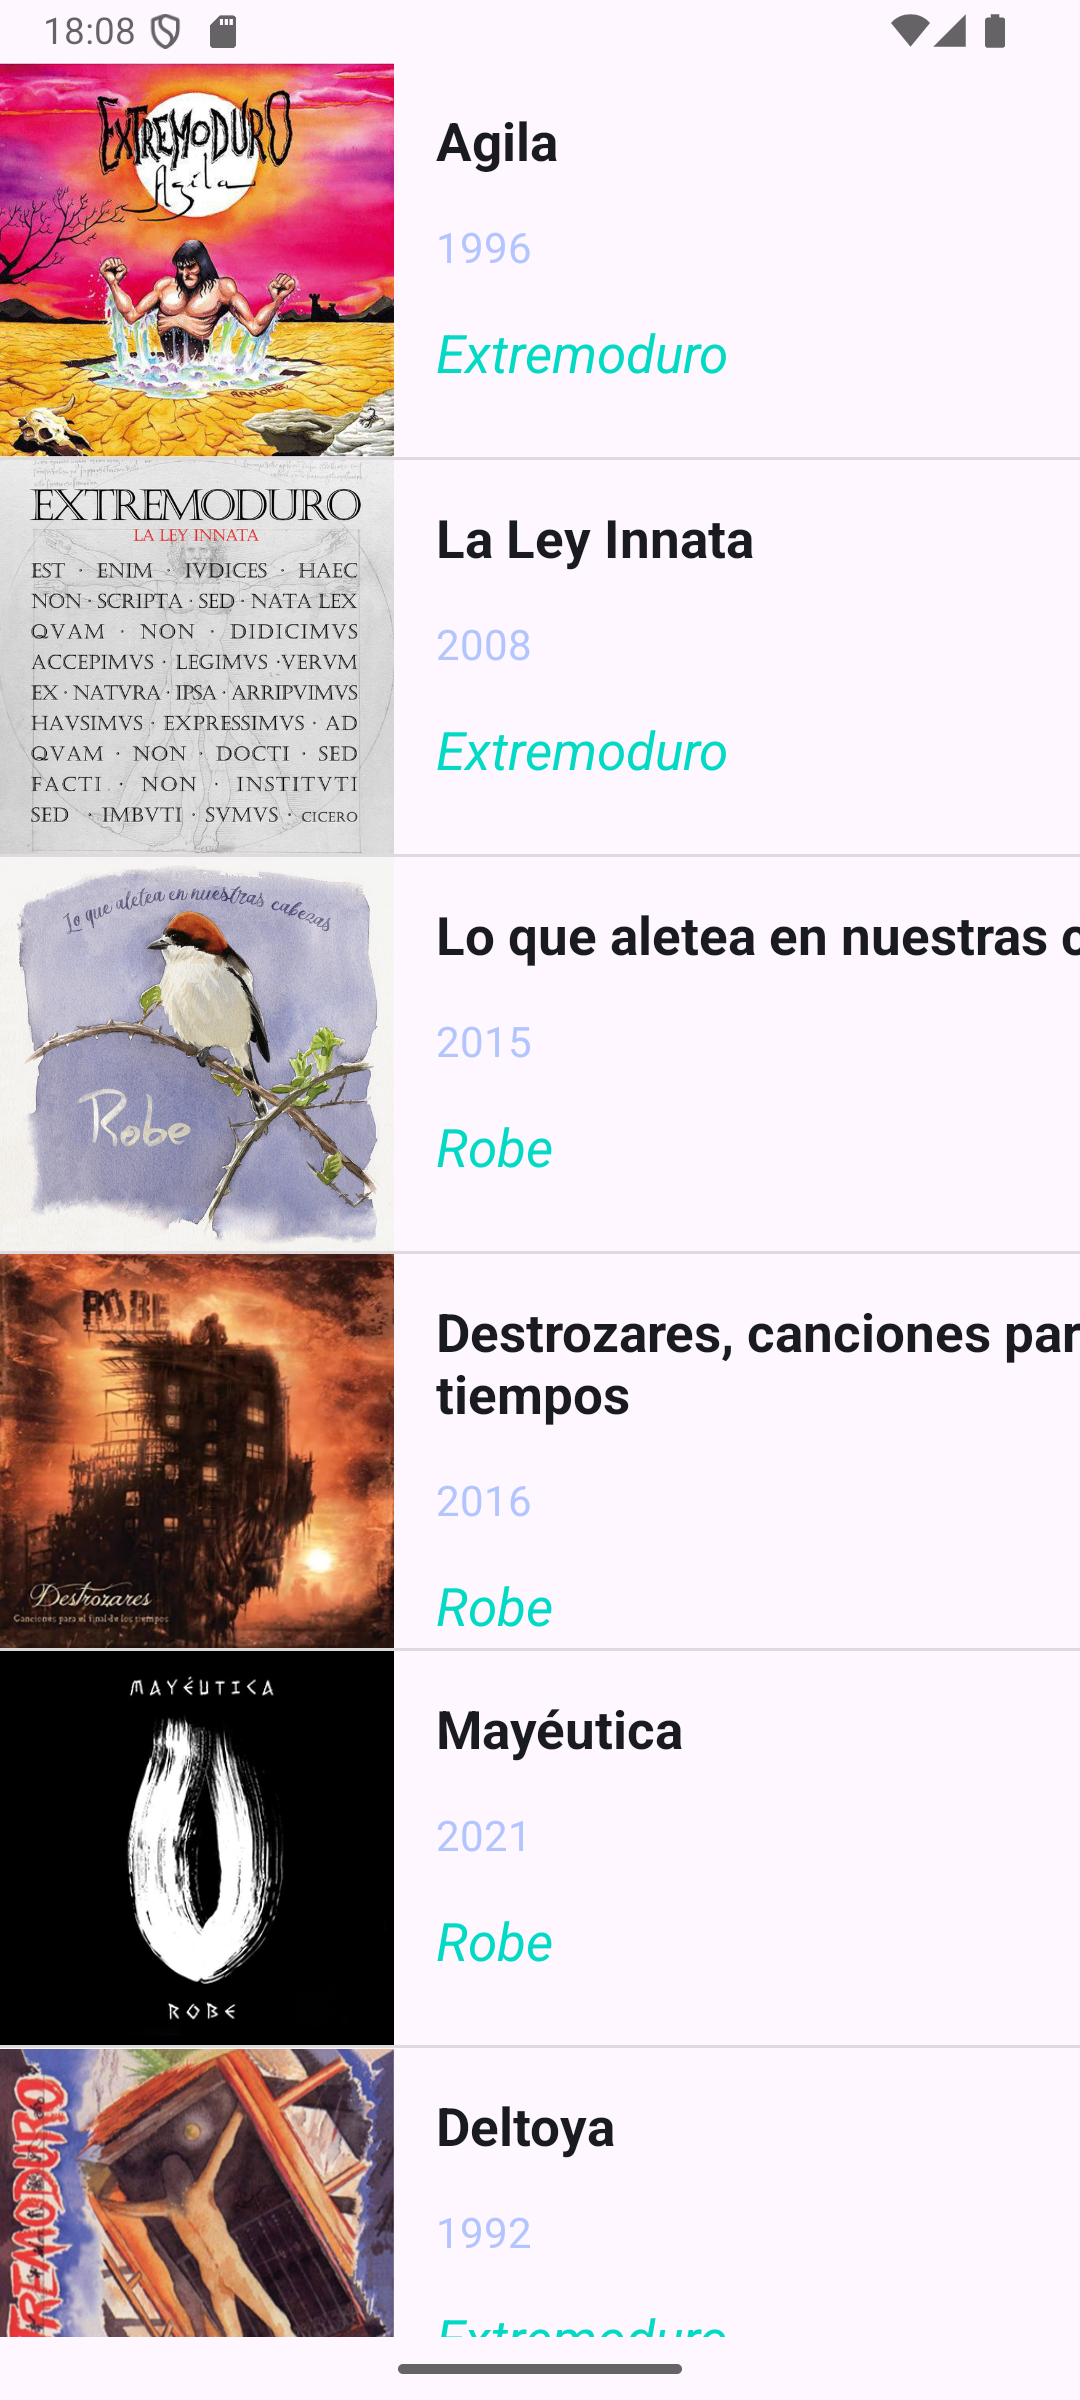 18:08
EXTREMODURO
Agila
RAMONE
Agila
1996
Extremoduro
EXTREMODURO
LA LEY INNATA
EST · ENIM · IVDICES · HAEC
NON · SCRIPTA · SED · NATA LEX
QVAM · NON · DIDICIMVS
ACCEPIMVS · LEGIMVS · VERVM
EX · NATVRA · IPSA · ARRIPVIMVS
HAVSIMVS · EXPRESSIMVS · AD
QVAM · NON · DOCTI · SED
FACTI · NON · INSTITVTI
SED · IMBVTI · SVMVS · CICERO
La Ley Innata
2008
Extremoduro
Lo que aletea en nuestras cabezas
Robe
Lo que aletea en nuestras c
2015
Robe
ROBE
Destrozares
Canciones para el final de los tiempos
Destrozares, canciones par
tiempos
2016
Robe
MAYÉUTICA
ROBE
Mayéutica
2021
Robe
TREMODURO
Deltoya
1992
Extremoduro